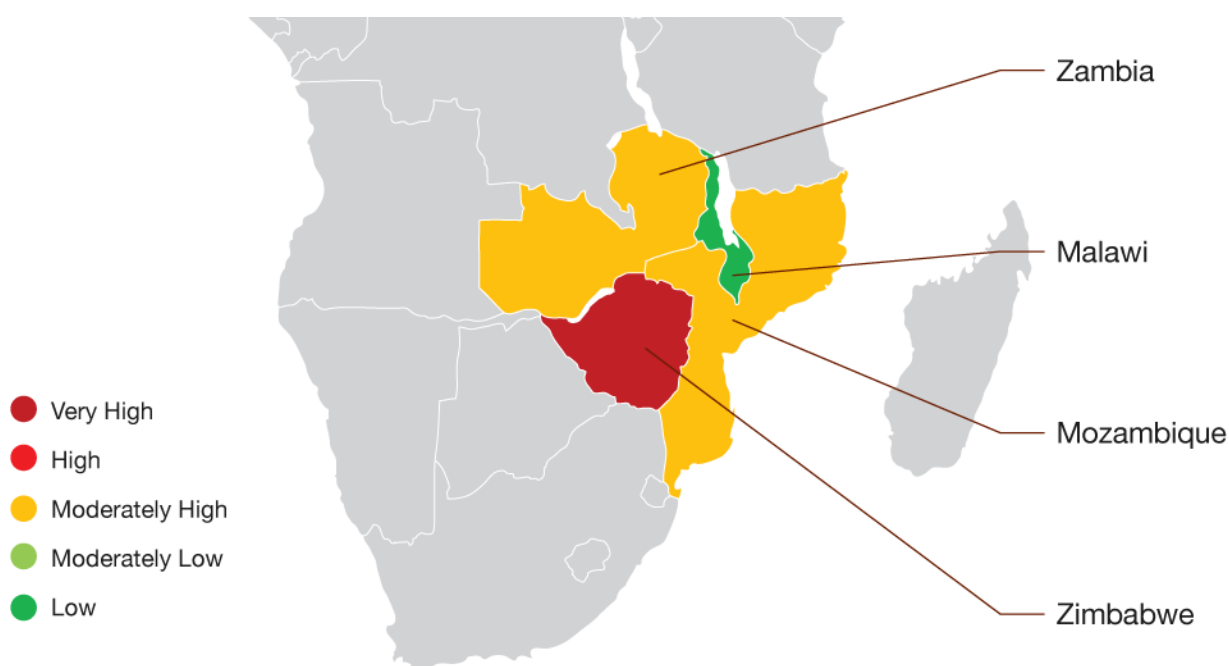 Zambia
Malawi
Mozambique
Zimbabwe
Very High
High
Moderately High
Moderately Low
Low